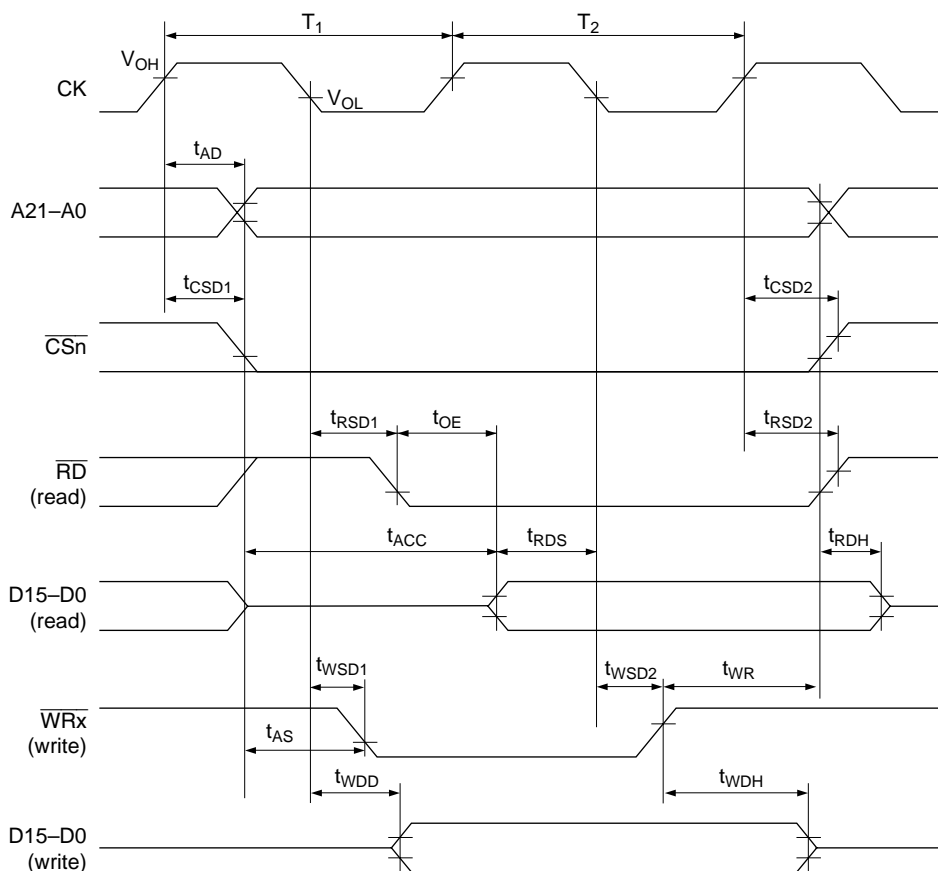 T1 T2
VOH
CK
VOL
tAD
A21–A0
tCSD1 tCSD2
CSn
tRSD1 tOE tRSD2
RD
(read)
tACC tRDS tRDH
D15–D0
(read)
tWSD1 tWSD2 tWR
WRx
(write)
tAS
tWDD tWDH
D15–D0
(write)